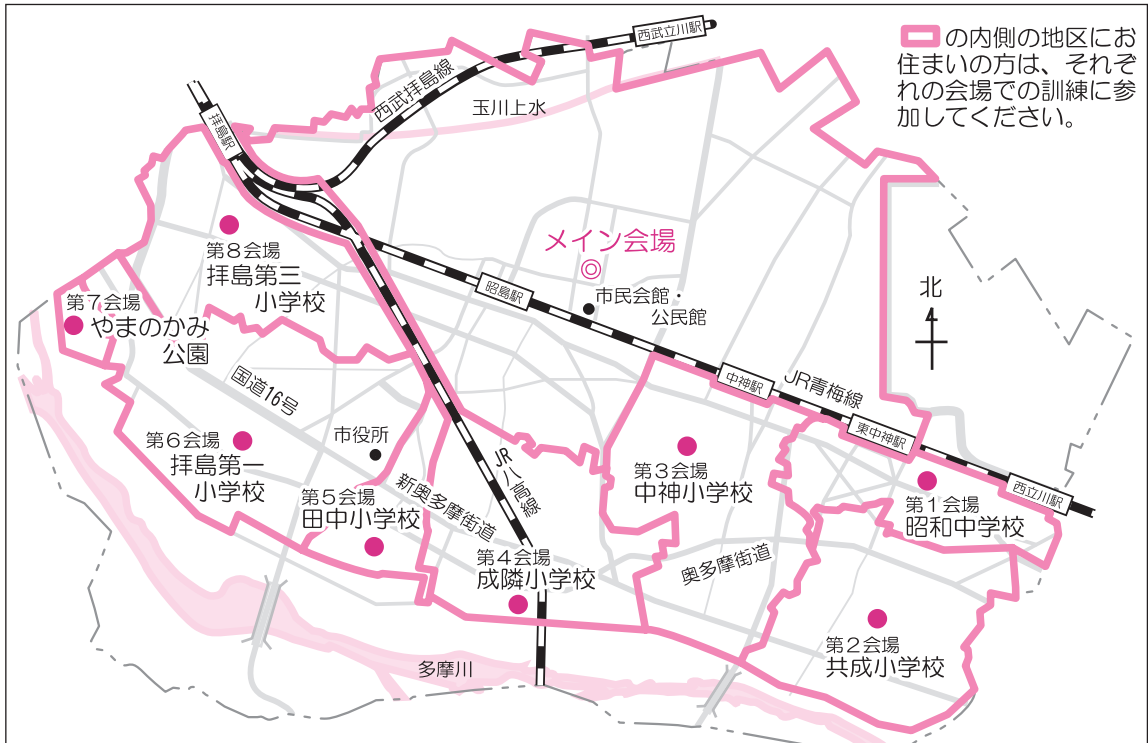 の内側の地区にお
住まいの方は、それぞ
れの会場での訓練に参
加してください。
西武立川駅
西武拝島線
玉川上水
拝島駅
メイン会場
市民会館・
公民館
昭島駅
北
第8会場
拝島第三
小学校
第7会場
やまのかみ
公園
国道16号
中神駅
JR青梅線
東中神駅
西立川駅
第6会場
拝島第一
小学校
市役所
第5会場
田中小学校
新奥多摩街道
JR八高線
第3会場
中神小学校
第1会場
昭和中学校
第4会場
成隣小学校
奥多摩街道
第2会場
共成小学校
多摩川